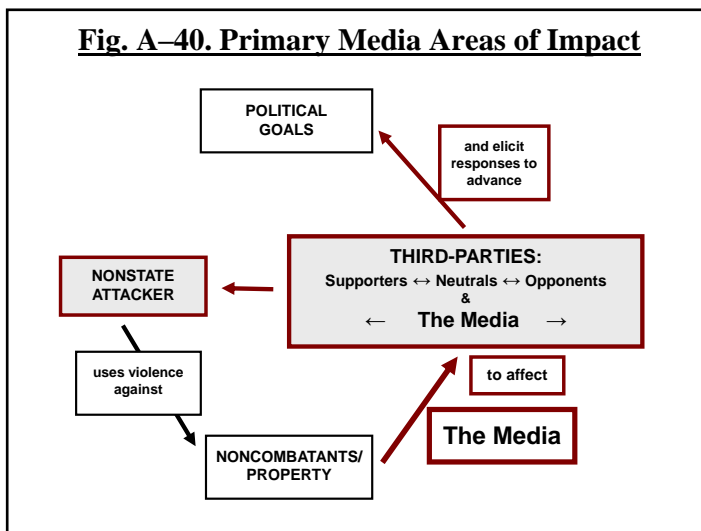 Fig. A–40. Primary Media Areas of Impact
POLITICAL
GOALS
and elicit
responses to
advance
THIRD-PARTIES:
Supporters ↔ Neutrals ↔ Opponents
&
← The Media →
NONSTATE
ATTACKER
uses violence
against
to affect
The Media
NONCOMBATANTS/
PROPERTY